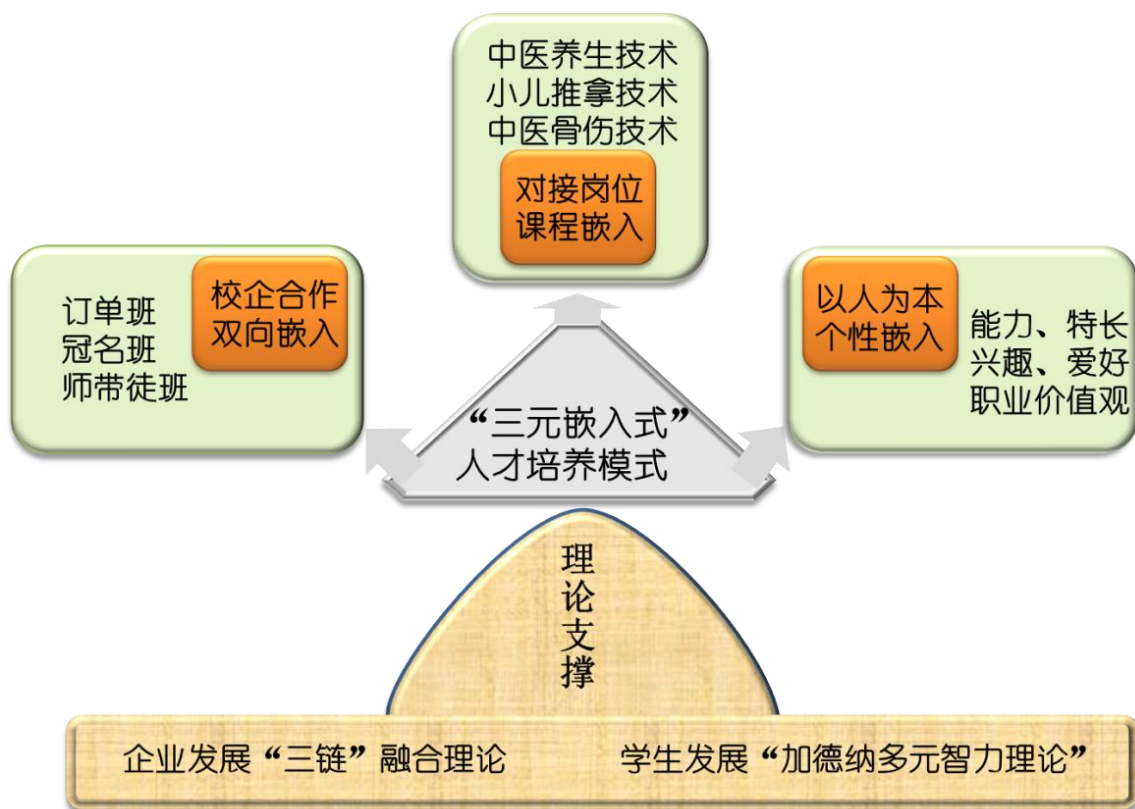 中医养生技术
小儿推拿技术
中医骨伤技术
对接岗位
课程嵌入
订单班
冠名班
师带徒班
校企合作
双向嵌入
以人为本
个性嵌入
能力、特长
兴趣、爱好
职业价值观
“三元嵌入式”
人才培养模式
理论支撑
企业发展“三链”融合理论
学生发展“加德纳多元智力理论”